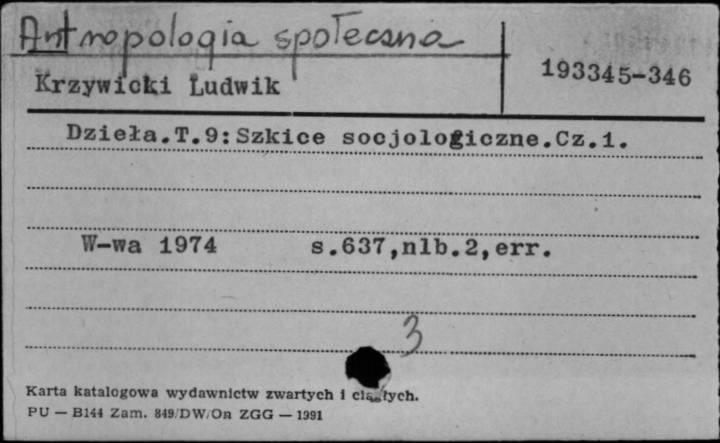 Antropologia społeczna
Krzywicki Ludwik
193345-346
Dzieła.T.9:Szkice socjologiczne.Cz.1.
W-wa 1974 s.637,nlb.2,err.
3
Karta katalogowa wydawnictw zwartych i ciągłych.
PU — B144 Zam. 849/DW/On ZGG — 1991